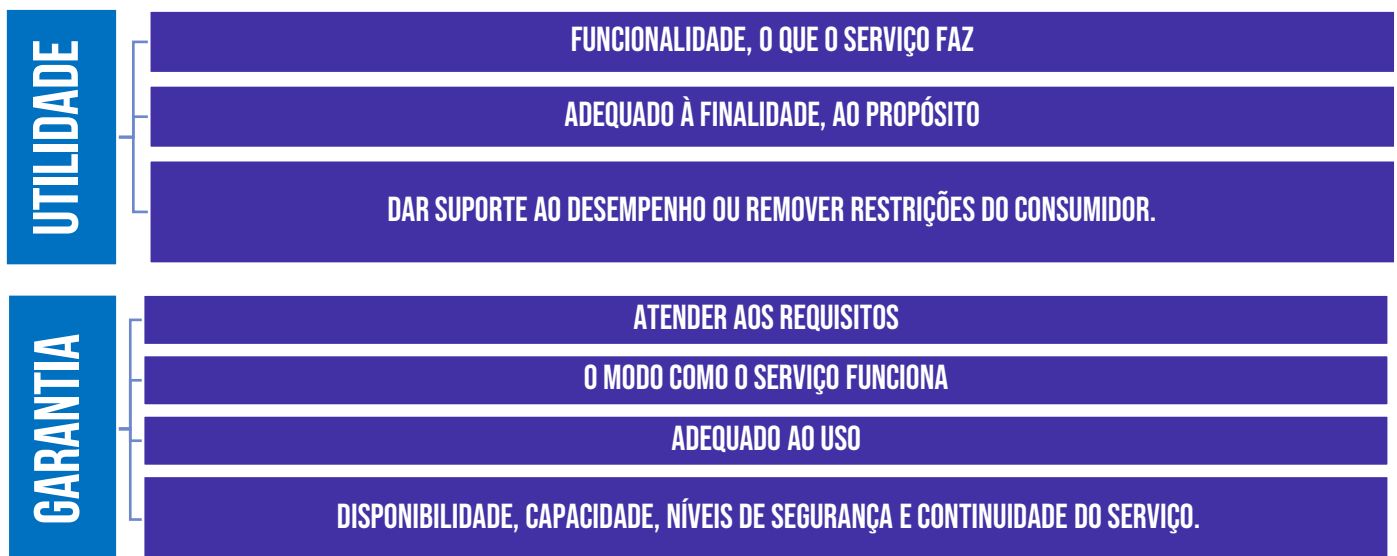 UTILIDADE
FUNCIONALIDADE, O QUE O SERVIÇO FAZ
ADEQUADO À FINALIDADE, AO PROPÓSITO
DAR SUPORTE AO DESEMPENHO OU REMOVER RESTRIÇÕES DO CONSUMIDOR.
GARANTIA
ATENDER AOS REQUISITOS
O MODO COMO O SERVIÇO FUNCIONA
ADEQUADO AO USO
DISPONIBILIDADE, CAPACIDADE, NÍVEIS DE SEGURANÇA E CONTINUIDADE DO SERVIÇO.